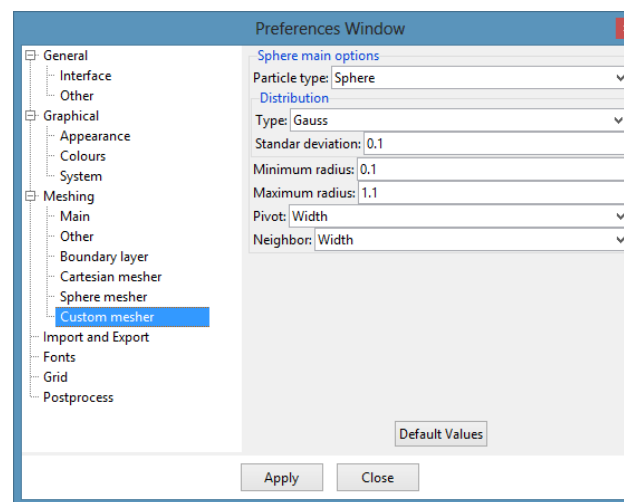 Preferences Window
General
Interface
Other
Graphical
Appearance
Colours
System
Meshing
Main
Other
Boundary layer
Cartesian mesher
Sphere mesher
Custom mesher
Import and Export
Fonts
Grid
Postprocess
Sphere main options
Particle type: Sphere
Distribution
Type: Gauss
Standar deviation: 0.1
Minimum radius: 0.1
Maximum radius: 1.1
Pivot: Width
Neighbor: Width
Default Values
Apply Close